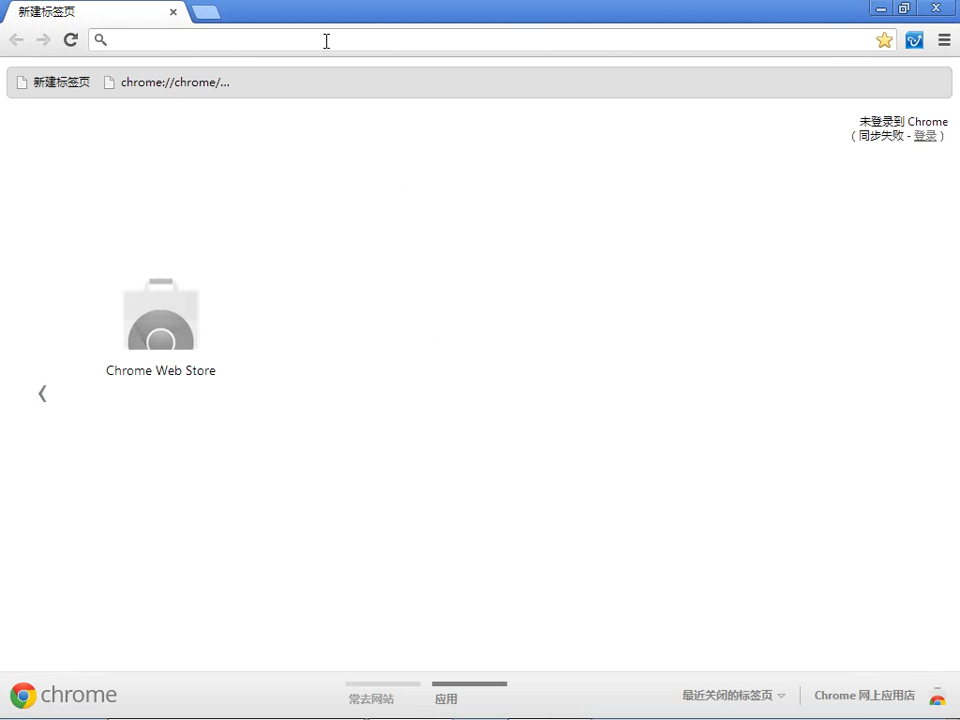 新建标签页
新建标签页 chrome://chrome/...
未登录到 Chrome
( 同步失败 - 登录 )
Chrome Web Store
chrome 常去网站 应用 最近关闭的标签页 Chrome 网上应用店